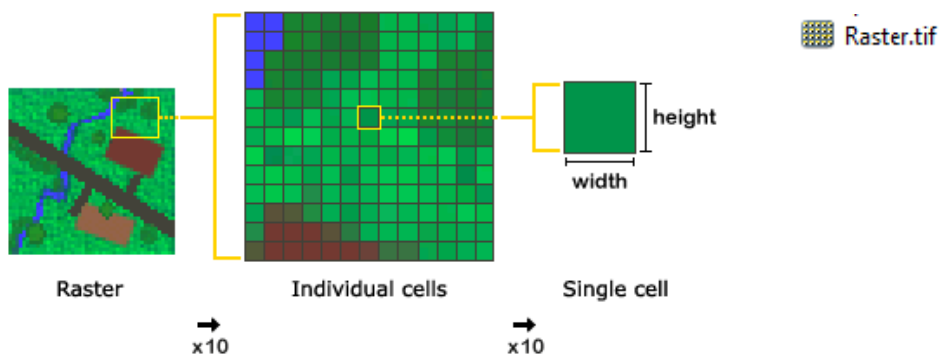 Raster.tif
height
width
Raster
Individual cells
Single cell
x10
x10